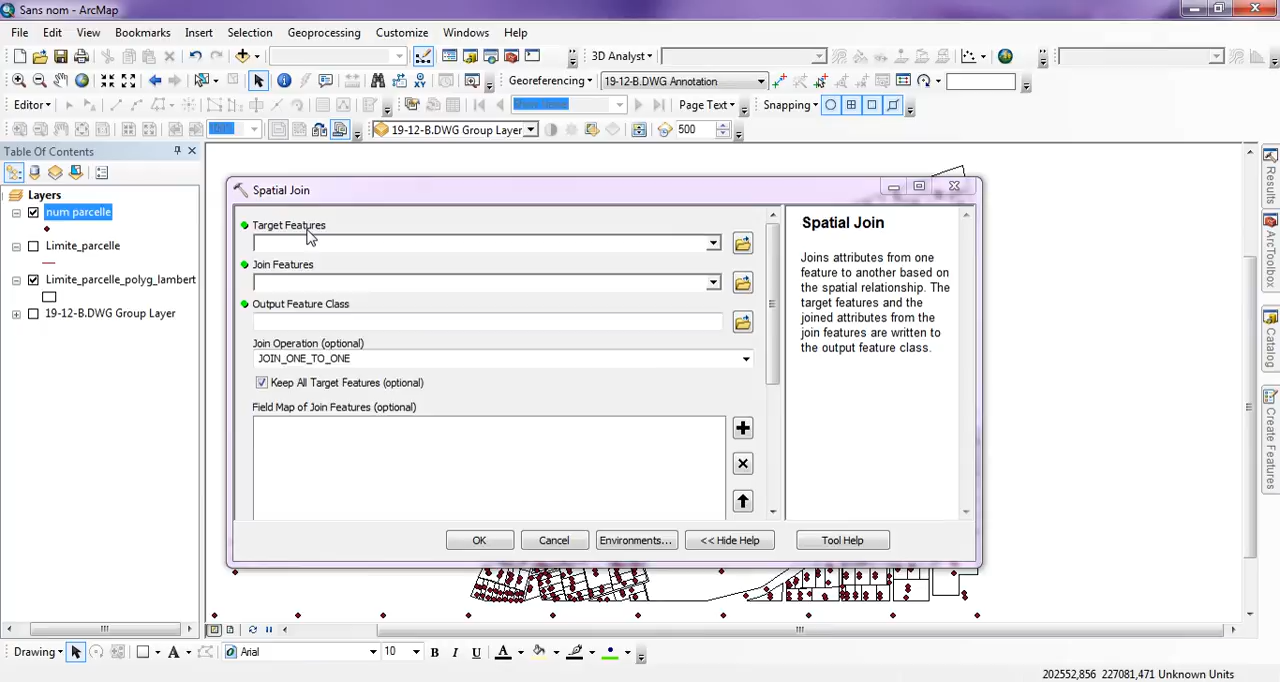 Sans nom - ArcMap
File Edit View Bookmarks Insert Selection Geoprocessing Customize Windows Help
3D Analyst
Georeferencing 19-12-B.DWG Annotation
Editor Page Text Snapping
19-12-B.DWG Group Layer 500
Table Of Contents
Layers
num parcelle
Limite_parcelle
Limite_parcelle_polyg_lambert
19-12-B.DWG Group Layer
Spatial Join
Target Features
Join Features
Output Feature Class
Join Operation (optional)
JOIN_ONE_TO_ONE
Keep All Target Features (optional)
Field Map of Join Features (optional)
OK Cancel Environments... << Hide Help Tool Help
Spatial Join
Joins attributes from one
feature to another based on
the spatial relationship. The
target features and the
joined attributes from the
join features are written to
the output feature class.
Results
ArcToolbox
Catalog
Create Features
Drawing A Arial 10 B I U A
202552,856 227081,471 Unknown Units